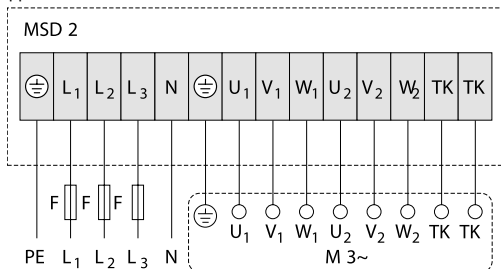 MSD 2
L1 L2 L3 N U1 V1 W1 U2 V2 W2 TK TK
F F F
U1 V1 W1 U2 V2 W2 TK TK
PE L1 L2 L3 N M 3~